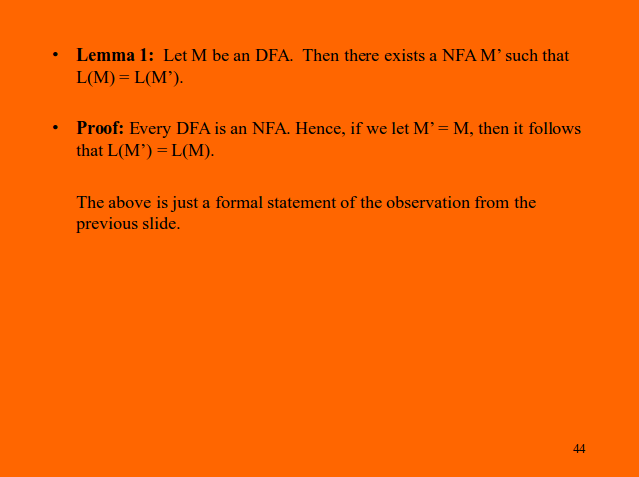 • Lemma 1: Let M be an DFA. Then there exists a NFA M’ such that
L(M) = L(M’).
• Proof: Every DFA is an NFA. Hence, if we let M’ = M, then it follows
that L(M’) = L(M).
The above is just a formal statement of the observation from the
previous slide.
44